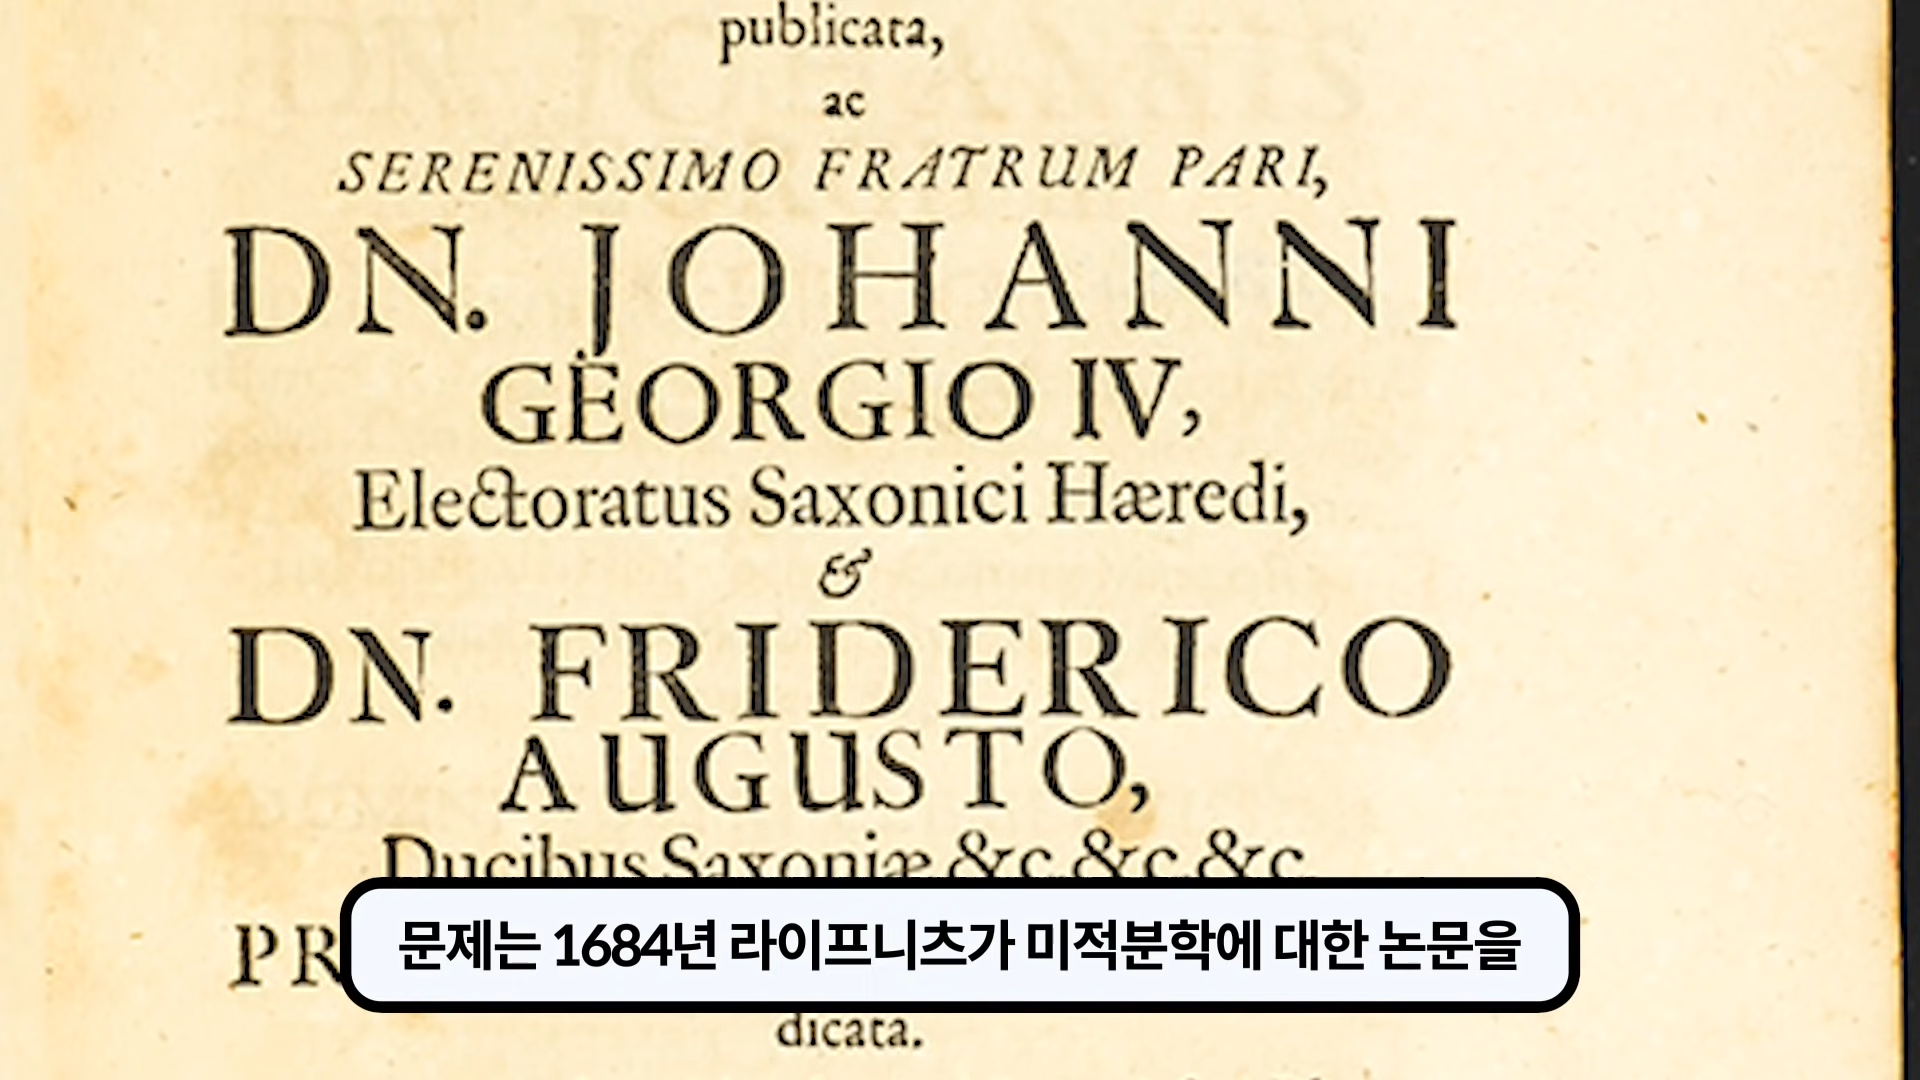 publicata,
ac
SERENISSIMO FRATRUM PARI,
DN. JOHANNI
GEORGIO IV,
Electoratus Saxonici Hæredi,
&
DN. FRIDERICO
AUGUSTO,
Ducibus Saxoniæ &c. &c. &c.
문제는 1684년 라이프니츠가 미적분학에 대한 논문을
dicata.